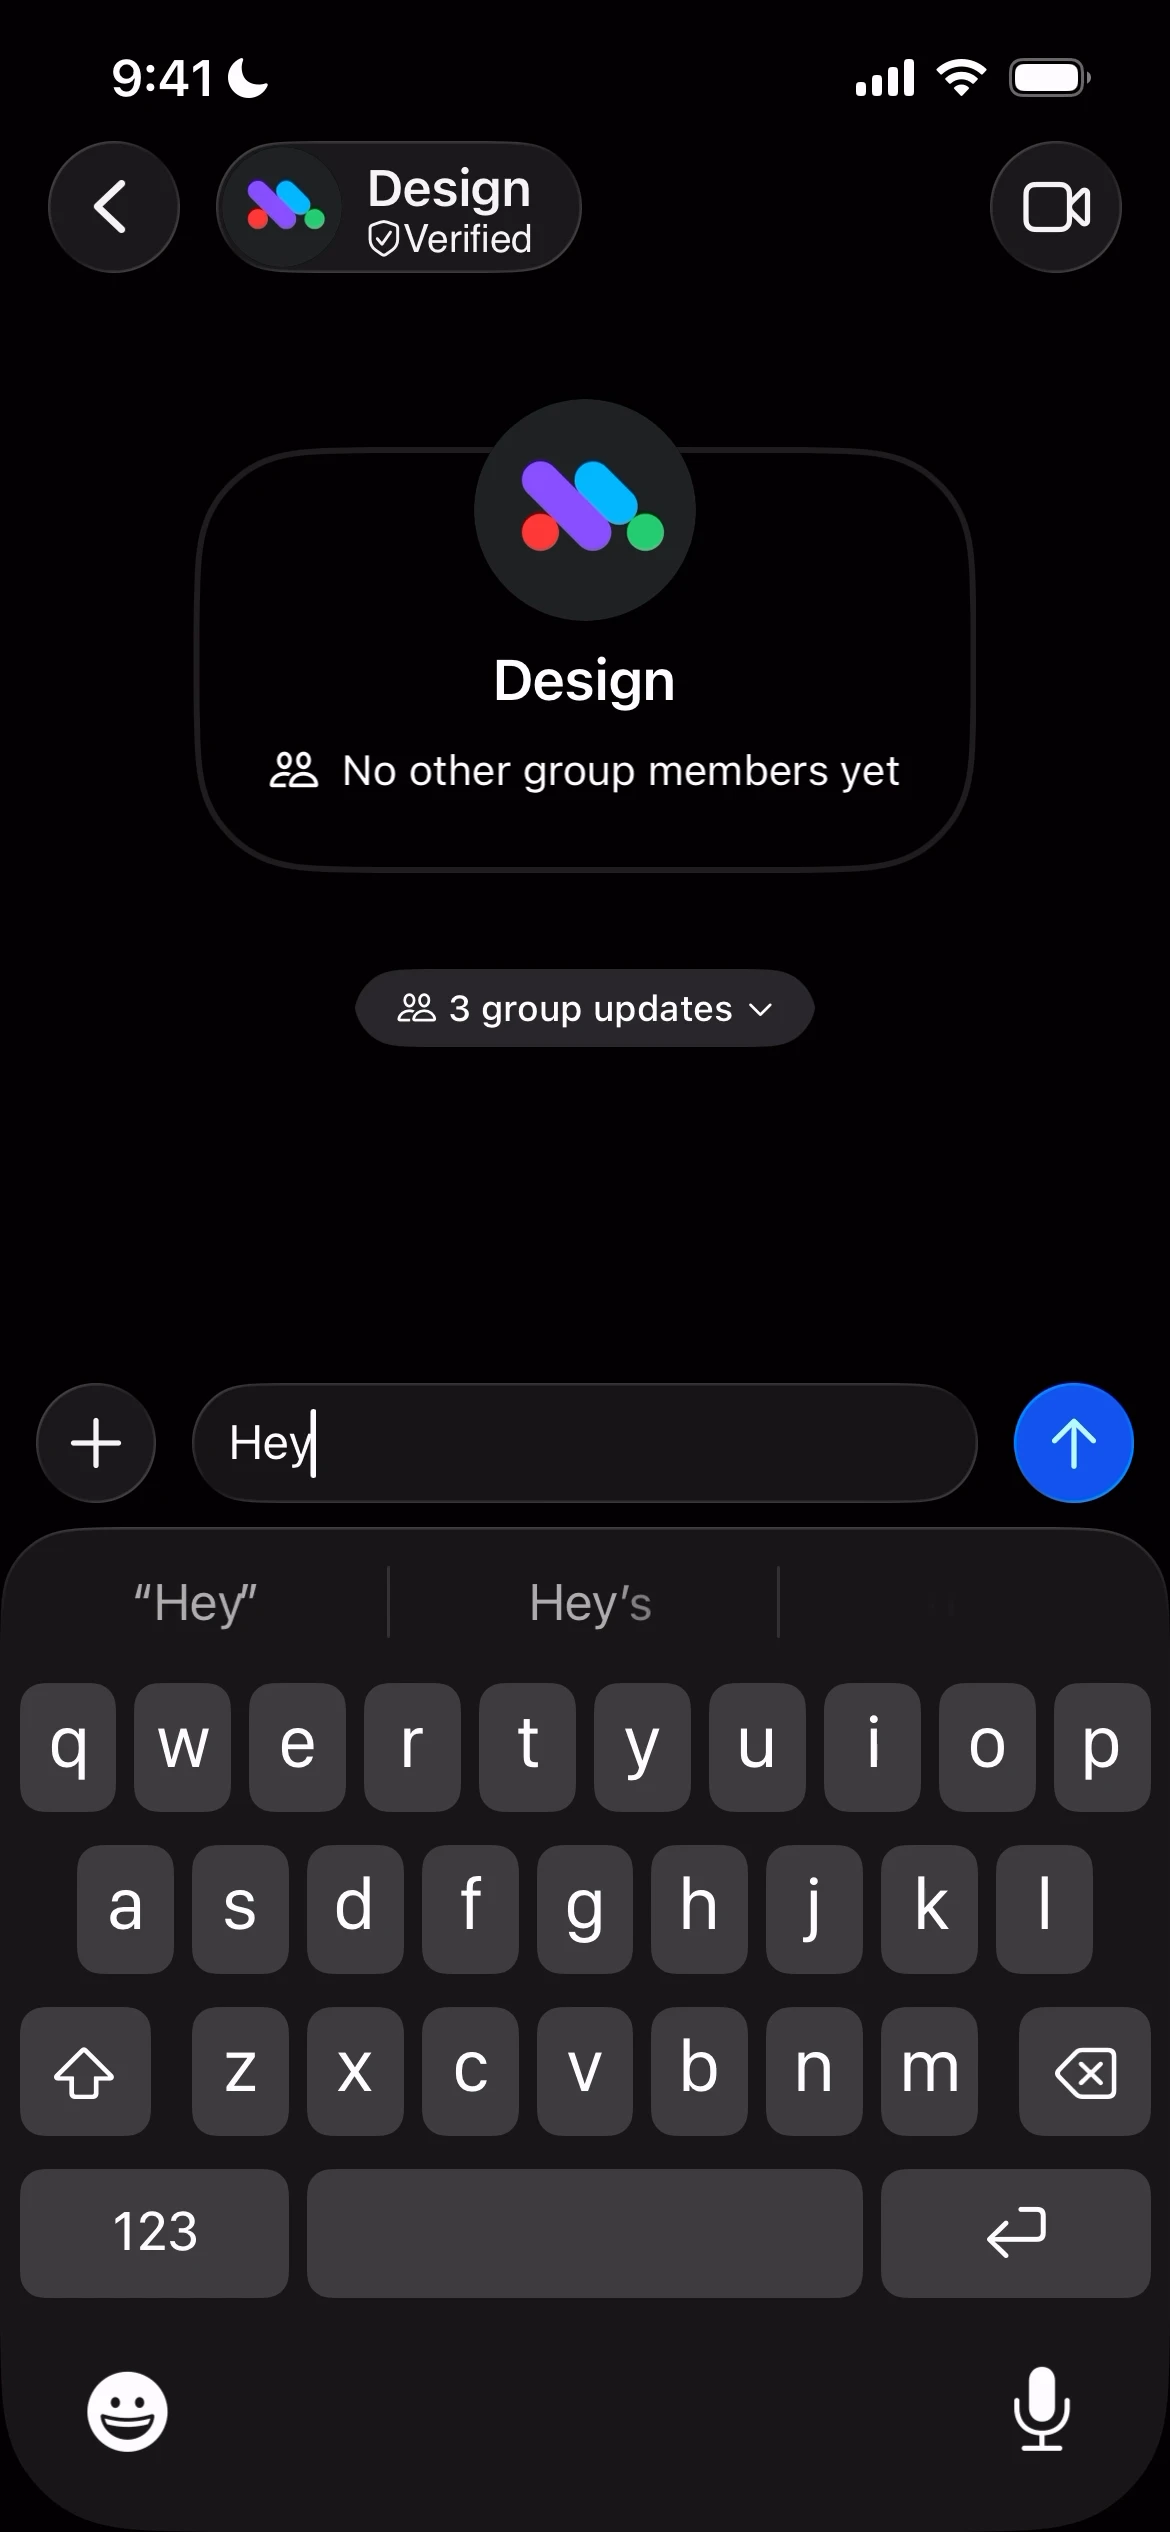 9:41
Design
Verified
Design
No other group members yet
3 group updates
Hey
“Hey”
Hey’s
q w e r t y u i o p
a s d f g h j k l
z x c v b n m
123